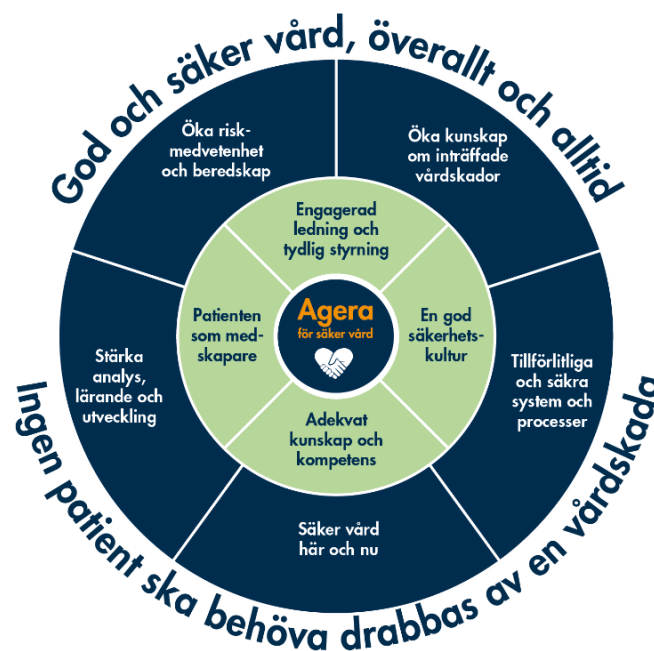 God och säker vård, överallt och alltid
Öka risk-
medvetenhet
och beredskap
Öka kunskap
om inträffade
vårdskador
Engagerad
ledning och
tydlig styrning
Patienten
som med-
skapare
Agera
för säker vård
En god
säkerhets-
kultur
Stärka
analys,
lärande och
utveckling
Tillförlitliga
och säkra
system och
processer
Adekvat
kunskap och
kompetens
Säker vård
här och nu
Ingen patient ska behöva drabbas av en vårdskada